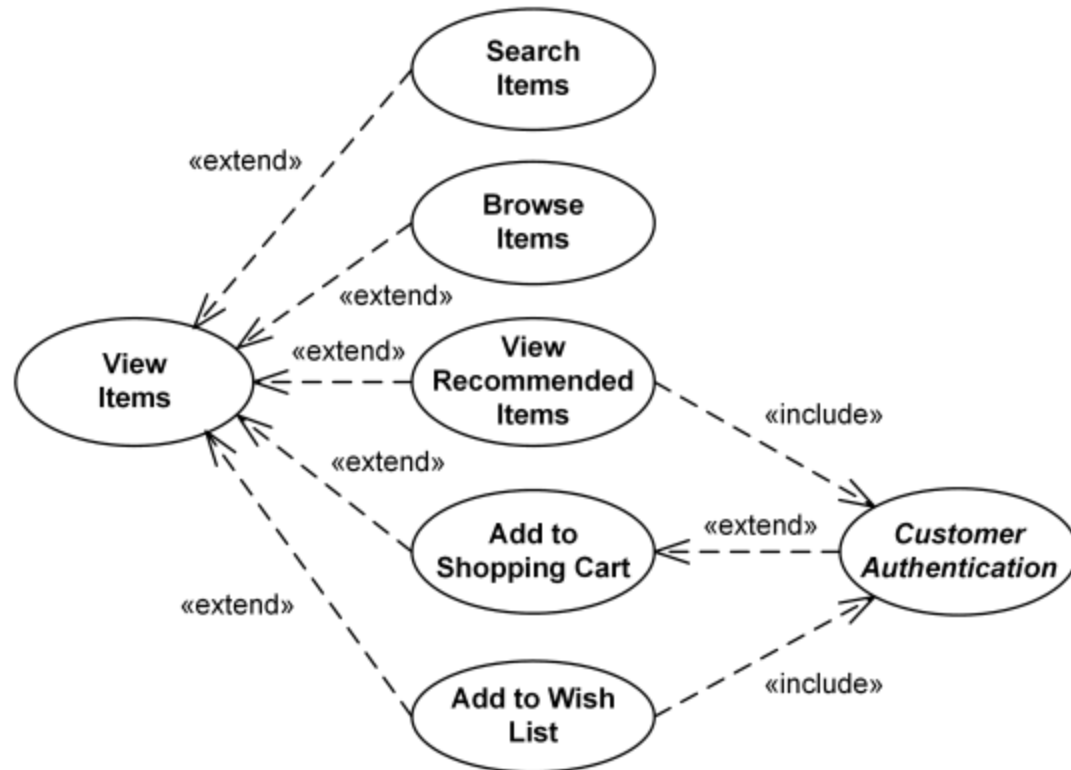 Search
Items
«extend»
Browse
Items
«extend»
View
Items
«extend»
View
Recommended
Items
«include»
«extend»
Add to
Shopping Cart
«extend»
Customer
Authentication
«extend»
Add to Wish
List
«include»